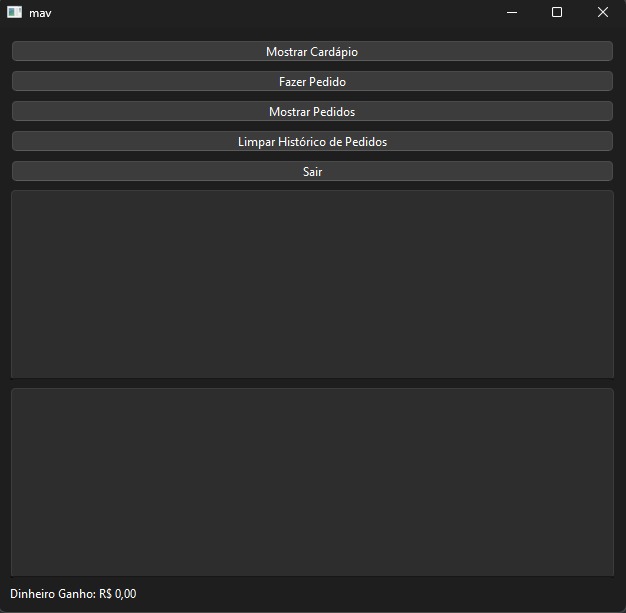 mav
Mostrar Cardápio
Fazer Pedido
Mostrar Pedidos
Limpar Histórico de Pedidos
Sair
Dinheiro Ganho: R$ 0,00